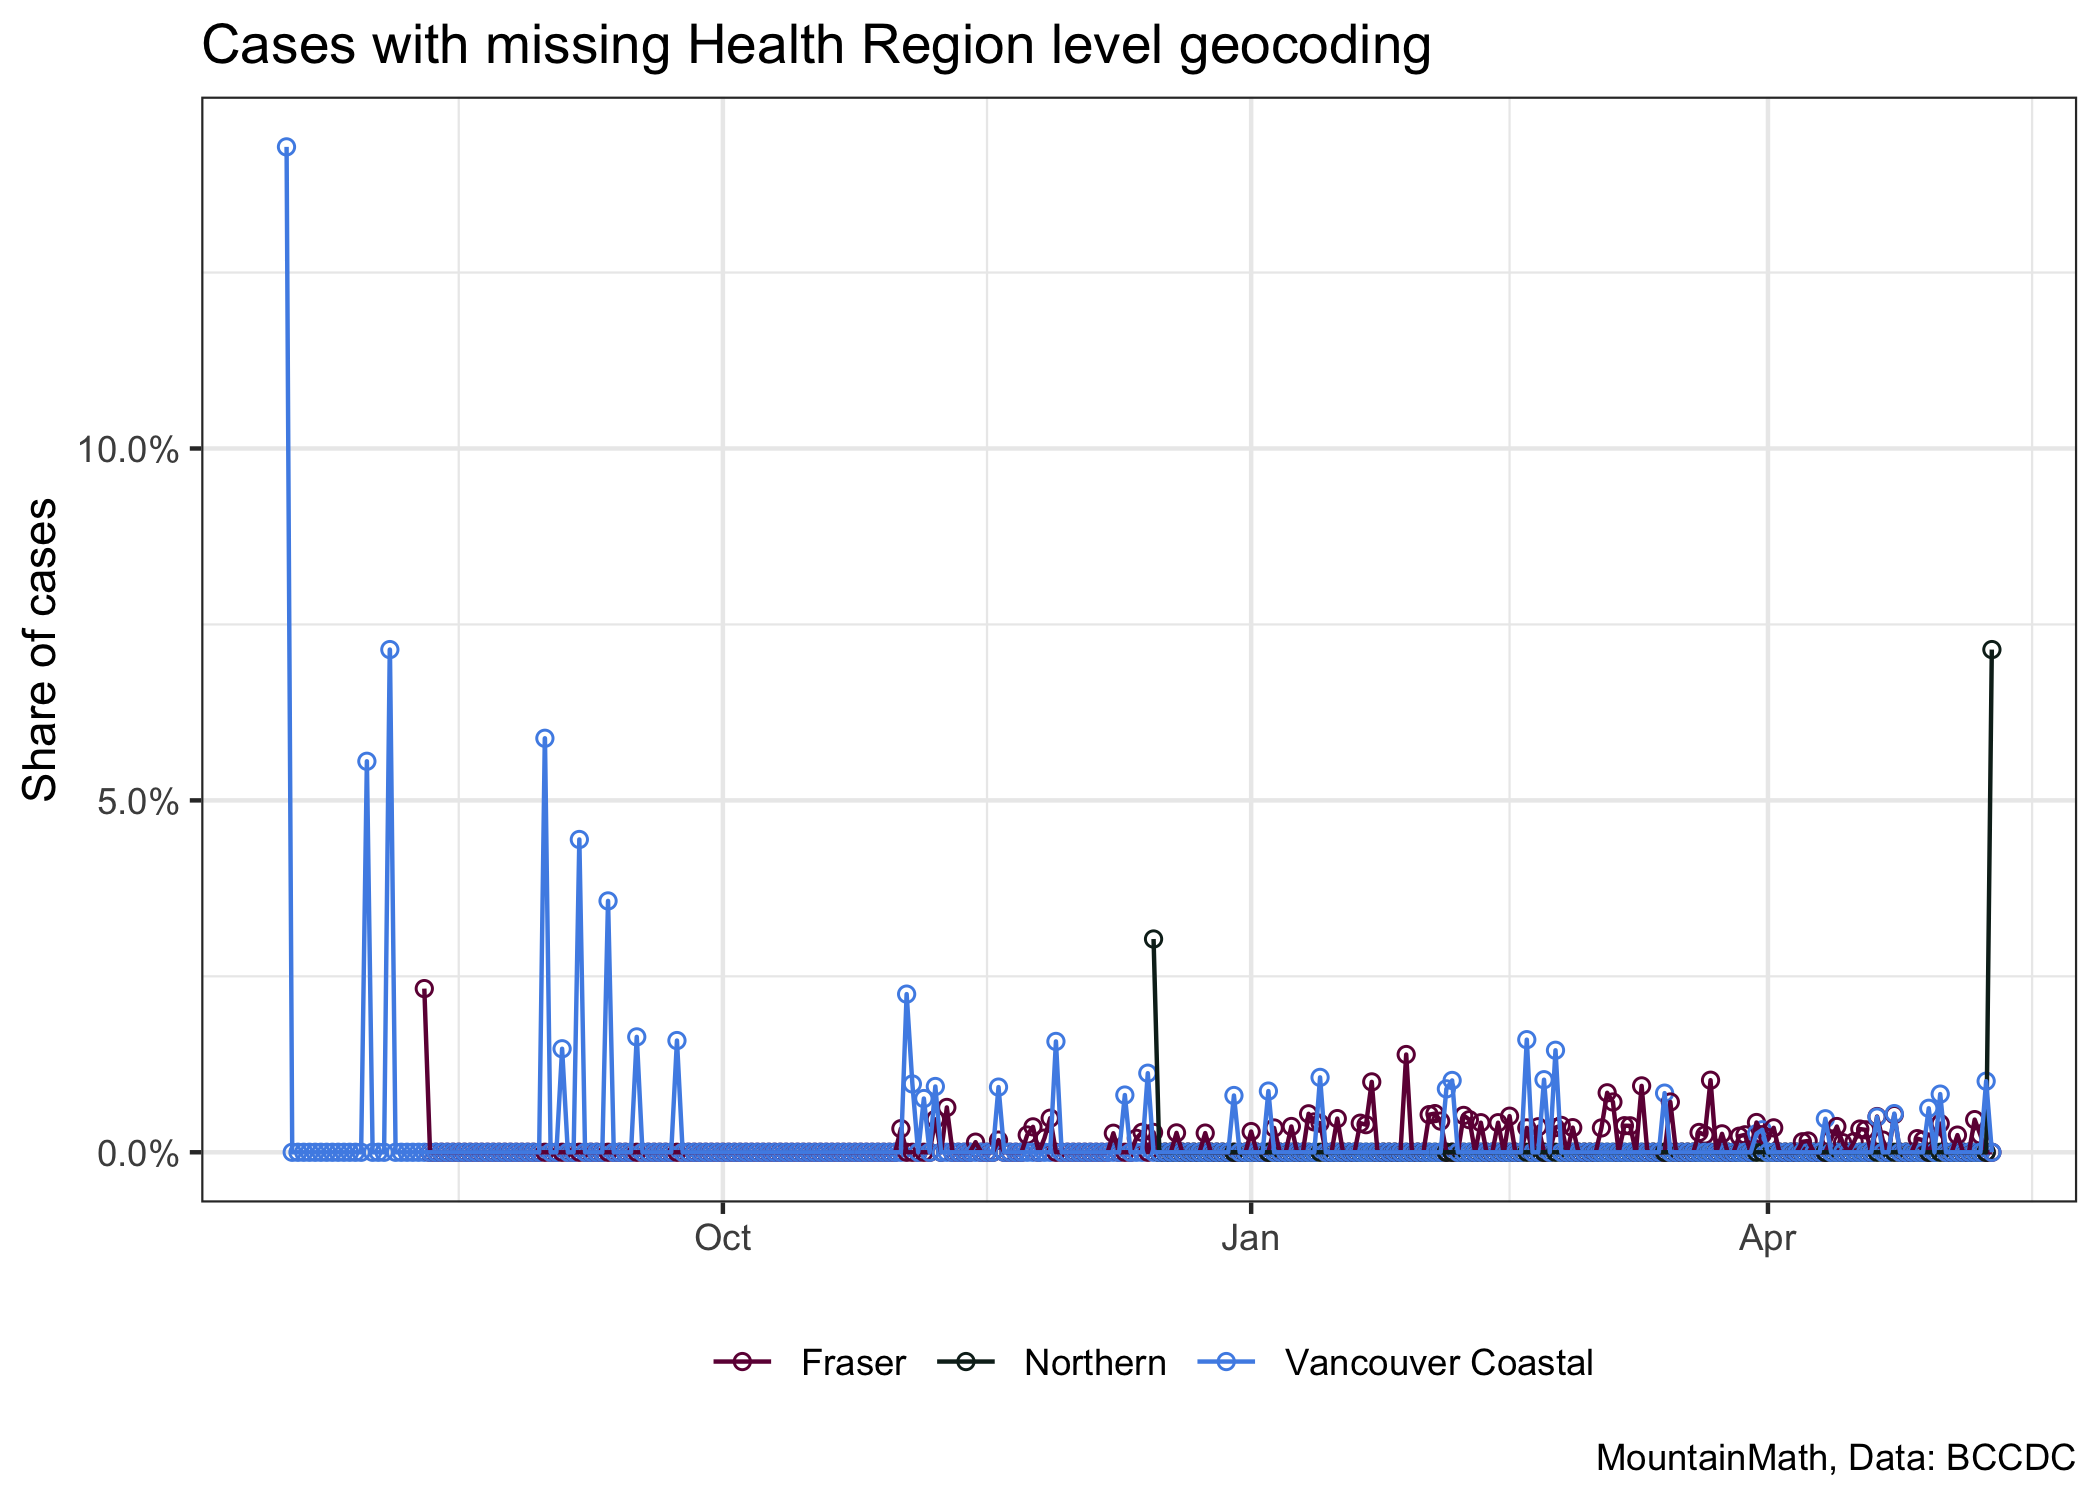 Cases with missing Health Region level geocoding
Share of cases
10.0%
5.0%
0.0%
Oct Jan Apr
Fraser Northern Vancouver Coastal
MountainMath, Data: BCCDC